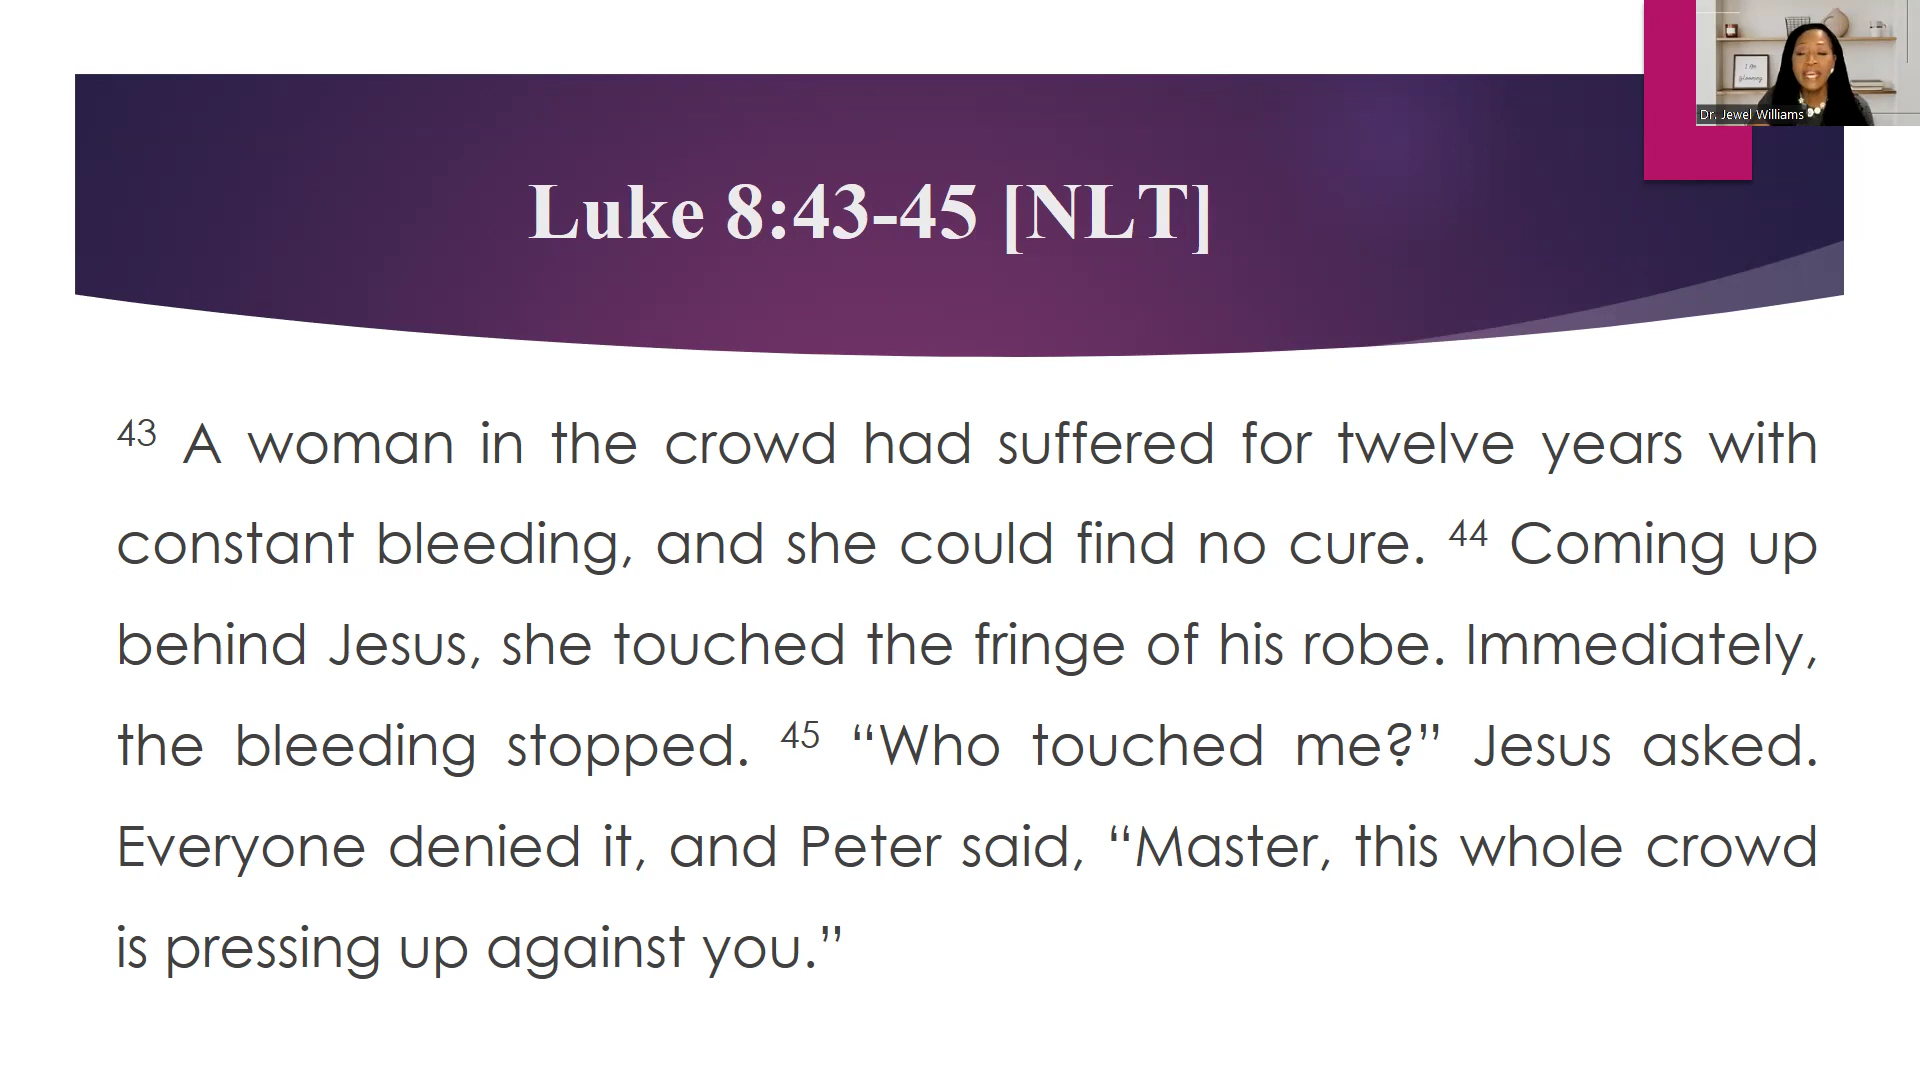 Luke 8:43-45 [NLT]
Dr. Jewel Williams
43 A woman in the crowd had suffered for twelve years with
constant bleeding, and she could find no cure. 44 Coming up
behind Jesus, she touched the fringe of his robe. Immediately,
the bleeding stopped. 45 “Who touched me?” Jesus asked.
Everyone denied it, and Peter said, “Master, this whole crowd
is pressing up against you.”